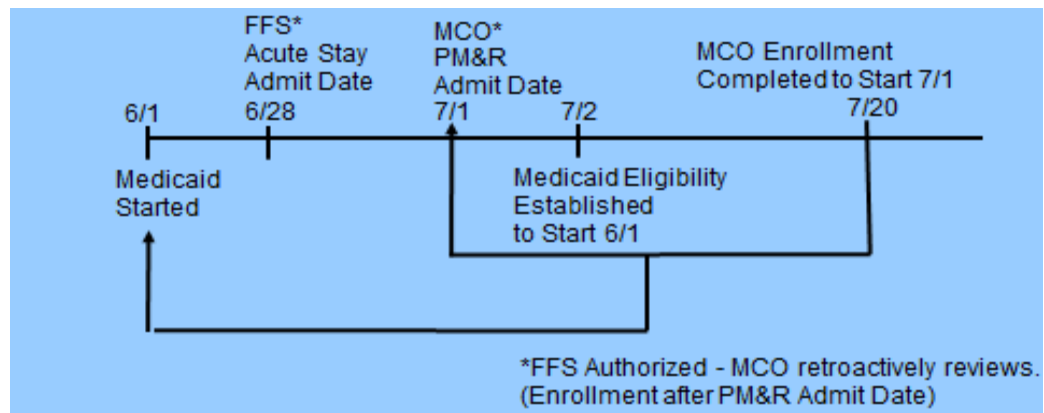 6/1
FFS*
Acute Stay
Admit Date
6/28
MCO*
PM&R
Admit Date
7/1
7/2
MCO Enrollment
Completed to Start 7/1
7/20
Medicaid
Started
Medicaid Eligibility
Established
to Start 6/1
*FFS Authorized - MCO retroactively reviews.
(Enrollment after PM&R Admit Date)